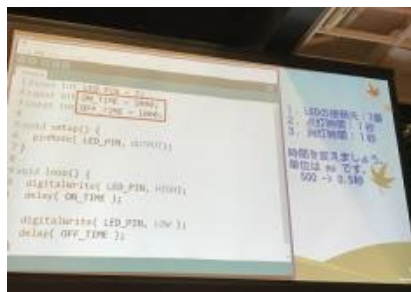 const int LED_PIN = 7;
const int ON_TIME = 1000;
const int OFF_TIME = 1000;
void setup() {
pinMode( LED_PIN, OUTPUT);
}
void loop() {
digitalWrite( LED_PIN, HIGH);
delay( ON_TIME );
digitalWrite( LED_PIN, LOW );
delay( OFF_TIME );
1. LEDの接続先：7番
2. 点灯時間：1秒
3. 消灯時間：1秒
時間を変えましょう。
単位は ms です。
500 -> 0.5秒